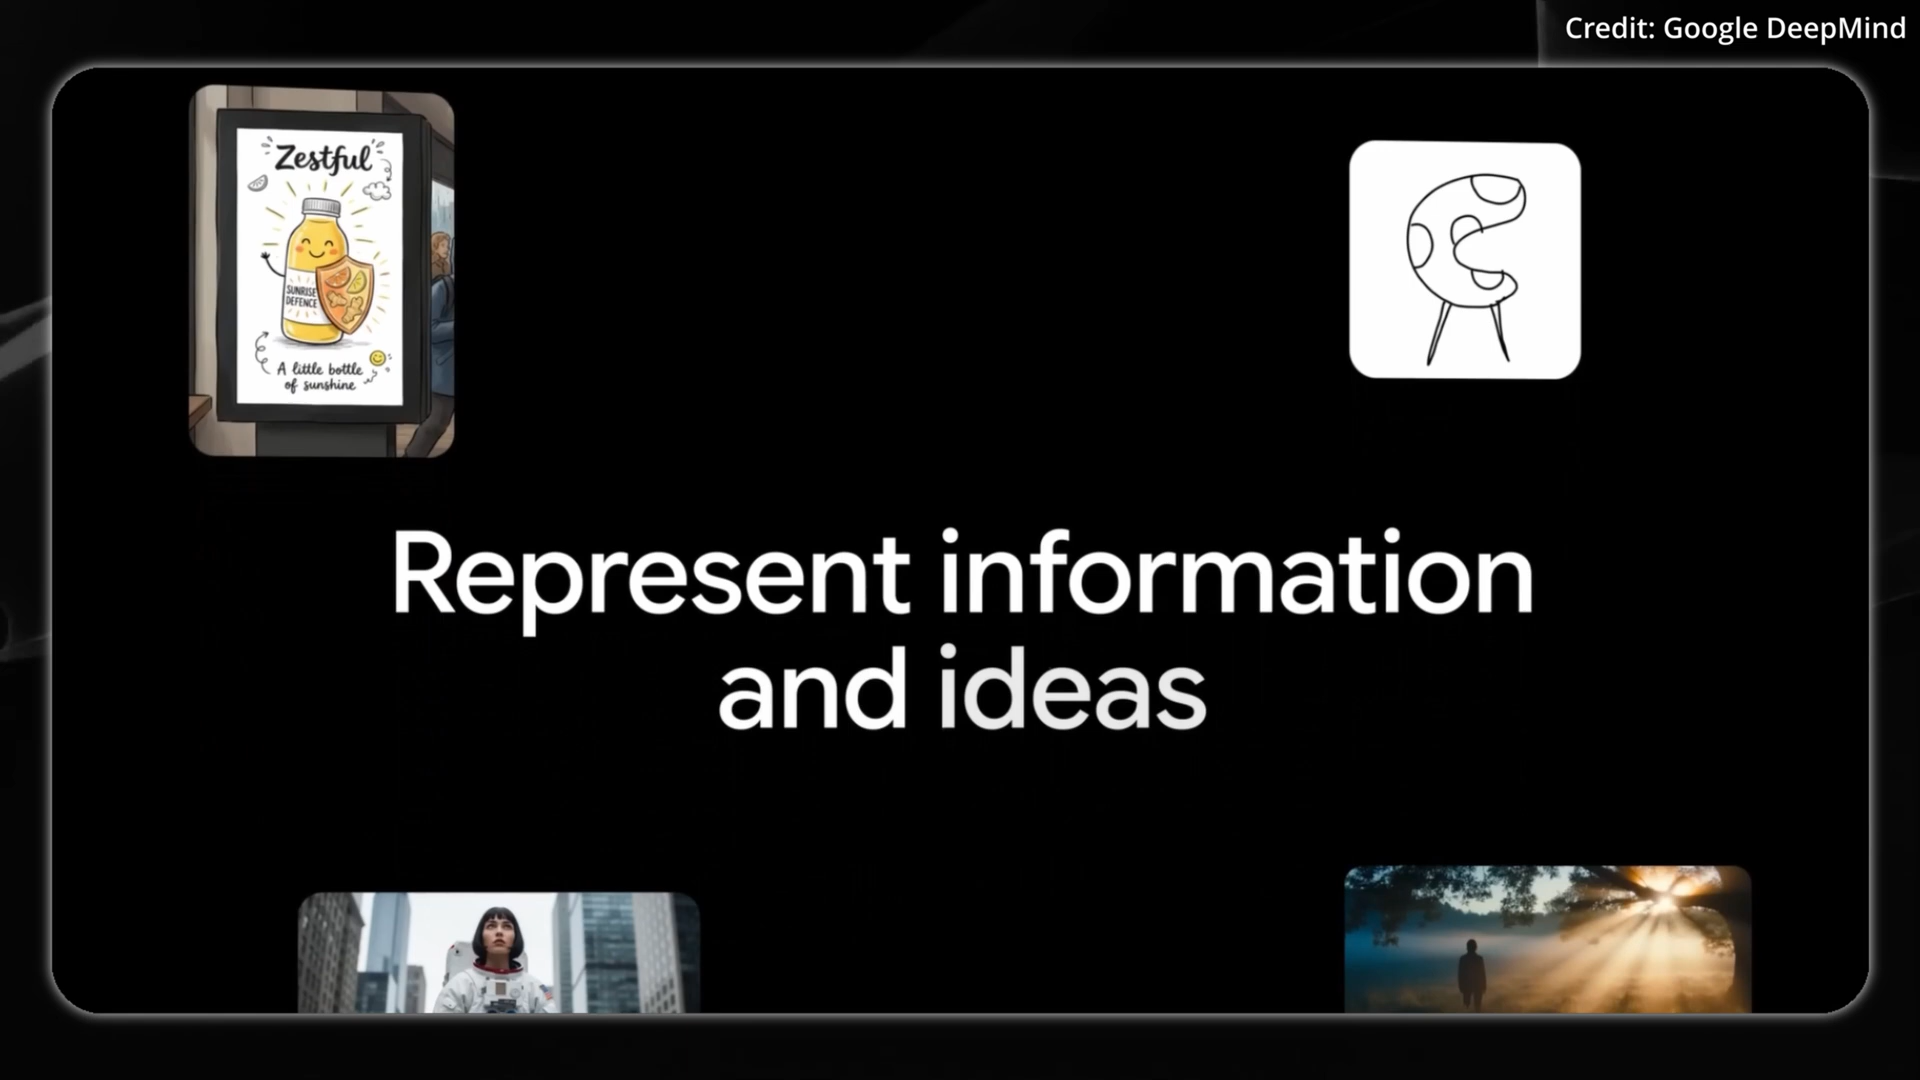 Credit: Google DeepMind
Zestful
SUNRISE
DEFENCE
A little bottle
of sunshine
Represent information
and ideas